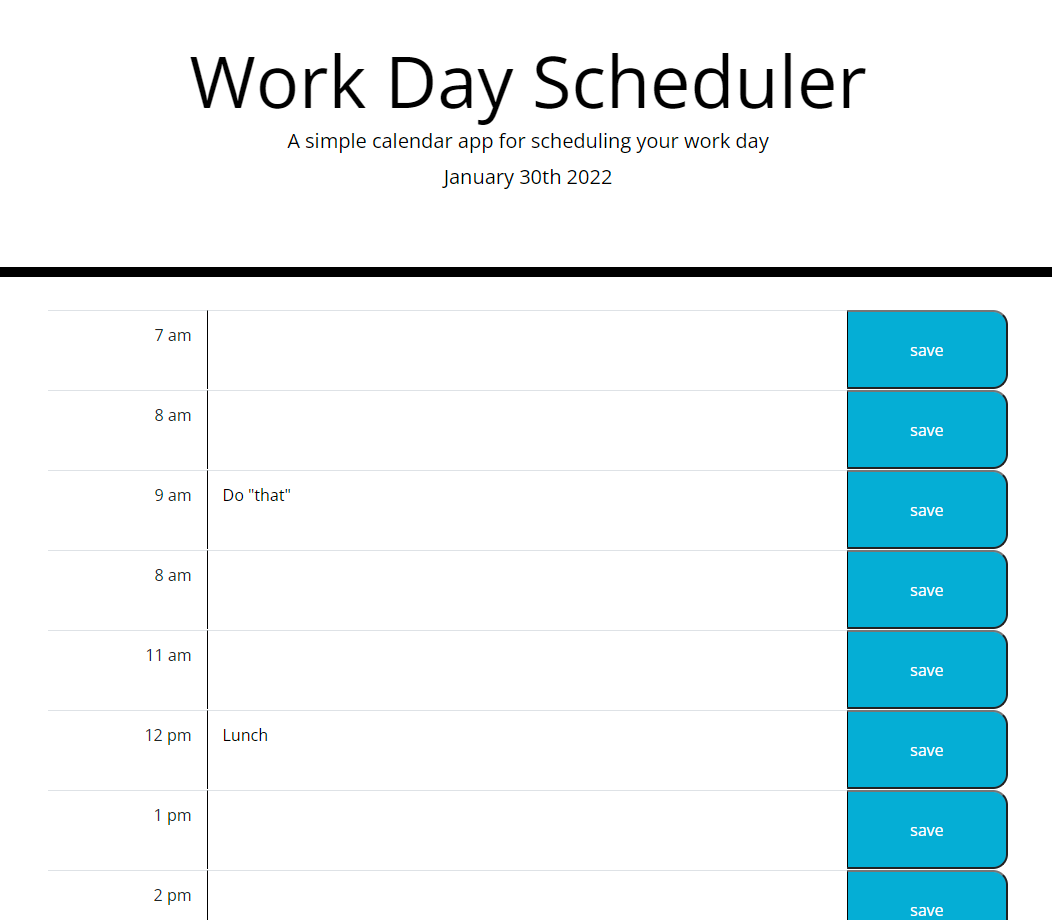 Work Day Scheduler
A simple calendar app for scheduling your work day
January 30th 2022
7 am save
8 am save
9 am Do "that" save
8 am save
11 am save
12 pm Lunch save
1 pm save
2 pm save